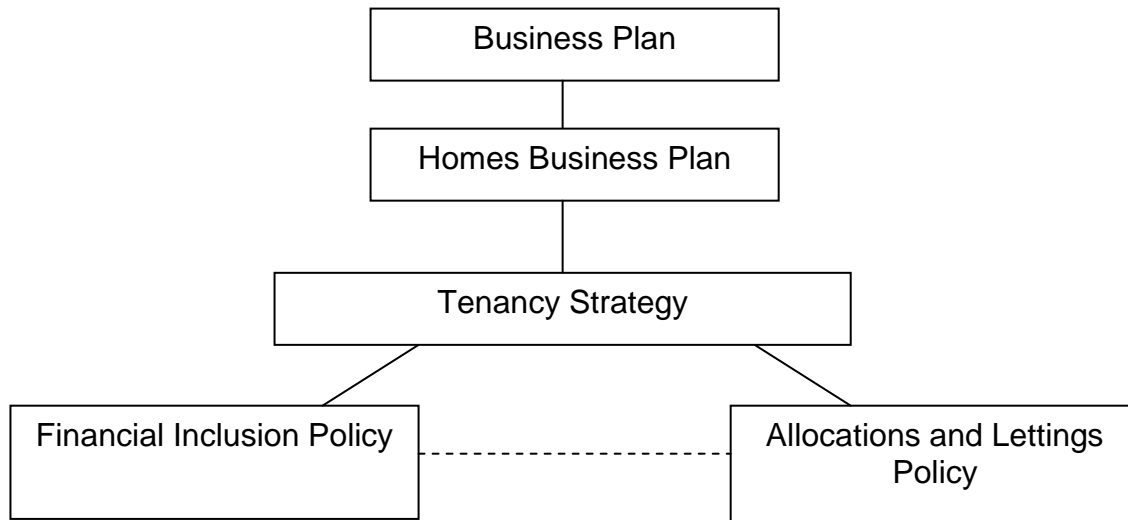 Business Plan
Homes Business Plan
Tenancy Strategy
Financial Inclusion Policy
Allocations and Lettings
Policy